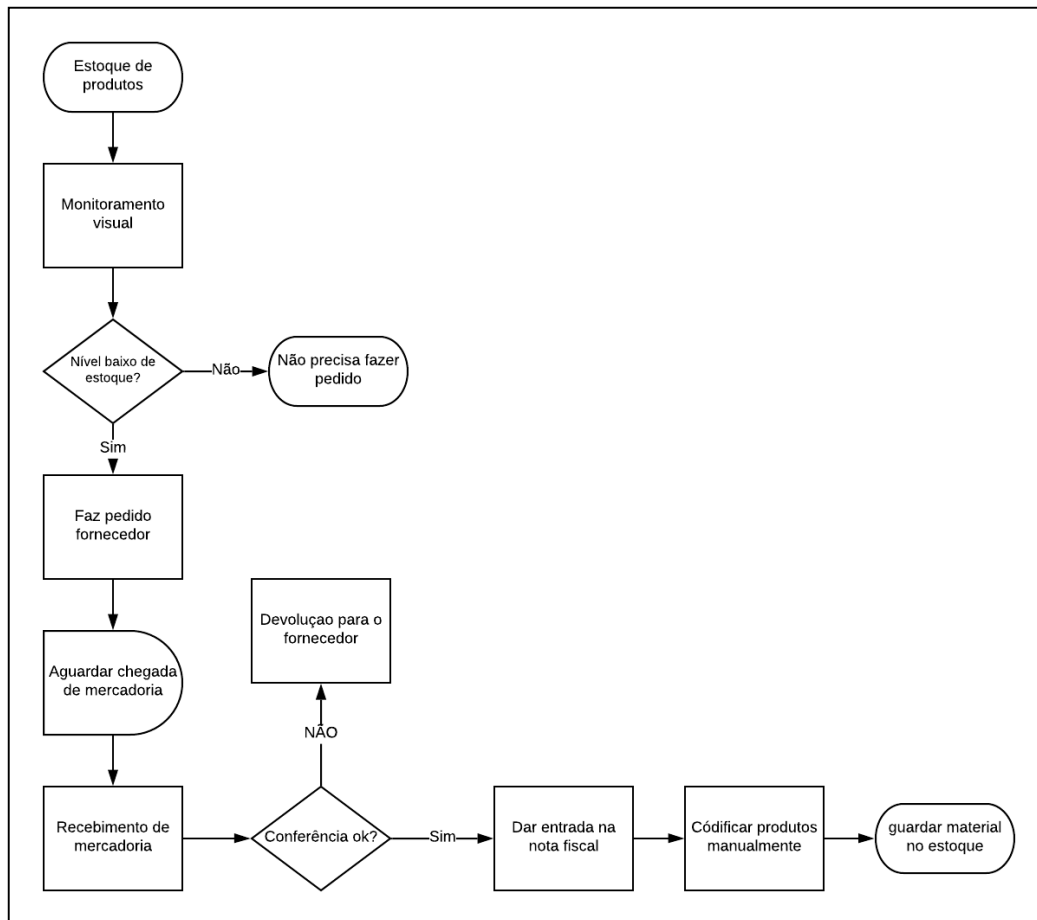 Estoque de
produtos
Monitoramento
visual
Nível baixo de
estoque?
Não
Não precisa fazer
pedido
Sim
Faz pedido
fornecedor
Devoluçao para o
fornecedor
Aguardar chegada
de mercadoria
NÃO
Recebimento de
mercadoria
Conferência ok?
Sim
Dar entrada na
nota fiscal
Códificar produtos
manualmente
guardar material
no estoque